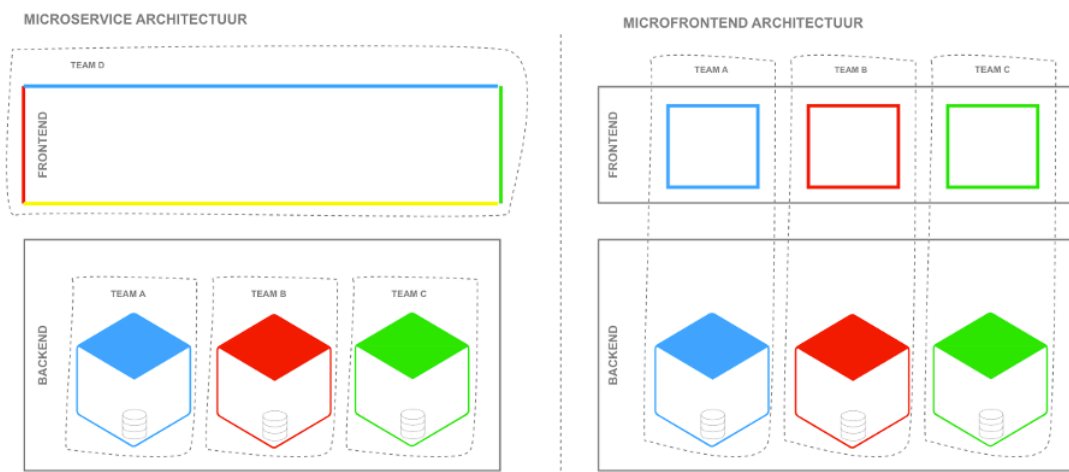 MICROSERVICE ARCHITECTUUR
TEAM D
FRONTEND
BACKEND
TEAM A
TEAM B
TEAM C
MICROFRONTEND ARCHITECTUUR
TEAM A
TEAM B
TEAM C
FRONTEND
BACKEND